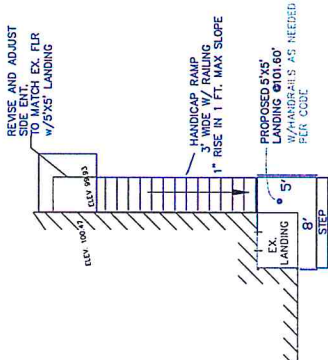 REVISE AND ADJUST
SIDE ENT.
TO MATCH EX. FLR
w/5'X5' LANDING
ELEV. 100.47
ELEV 99.93
HANDICAP RAMP
3' WIDE W/ RAILING
1" RISE IN 1 FT. MAX SLOPE
PROPOSED 5'X5'
LANDING @101.60'
W/HANDRAILS AS NEEDED
PER CODE
EX.
LANDING
5'
8'
STEP